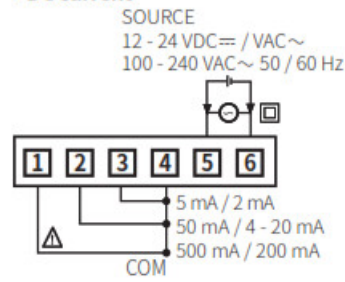 SOURCE
12 - 24 VDC⎓ / VAC～
100 - 240 VAC～ 50 / 60 Hz
1 2 3 4 5 6
5 mA / 2 mA
50 mA / 4 - 20 mA
500 mA / 200 mA
COM